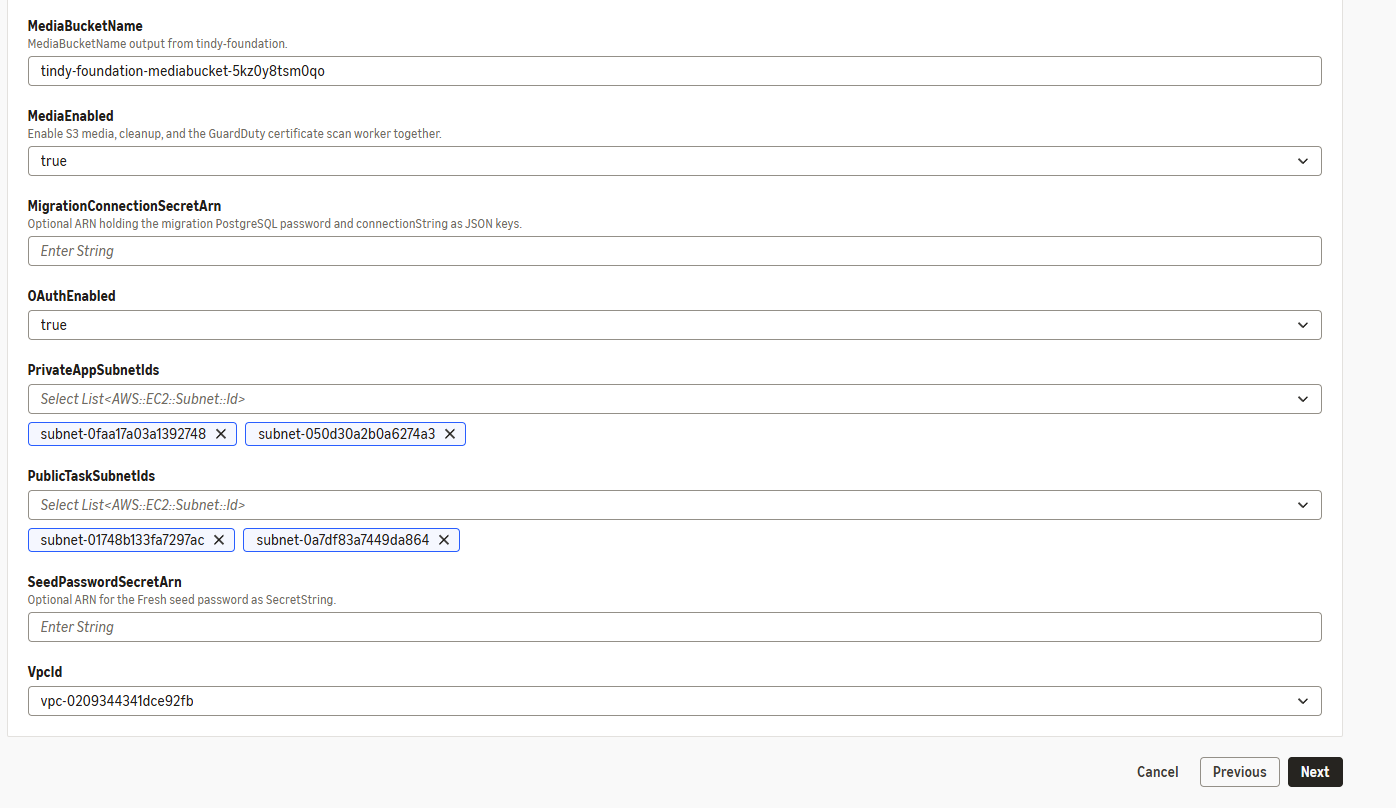 MediaBucketName
MediaBucketName output from tindy-foundation.
tindy-foundation-mediabucket-5kz0y8tsm0qo
MediaEnabled
Enable S3 media, cleanup, and the GuardDuty certificate scan worker together.
true
MigrationConnectionSecretArn
Optional ARN holding the migration PostgreSQL password and connectionString as JSON keys.
Enter String
OAuthEnabled
true
PrivateAppSubnetIds
Select List<AWS::EC2::Subnet::Id>
subnet-0faa17a03a1392748 subnet-050d30a2b0a6274a3
PublicTaskSubnetIds
Select List<AWS::EC2::Subnet::Id>
subnet-01748b133fa7297ac subnet-0a7df83a7449da864
SeedPasswordSecretArn
Optional ARN for the Fresh seed password as SecretString.
Enter String
VpcId
vpc-0209344341dce92fb
Cancel Previous Next